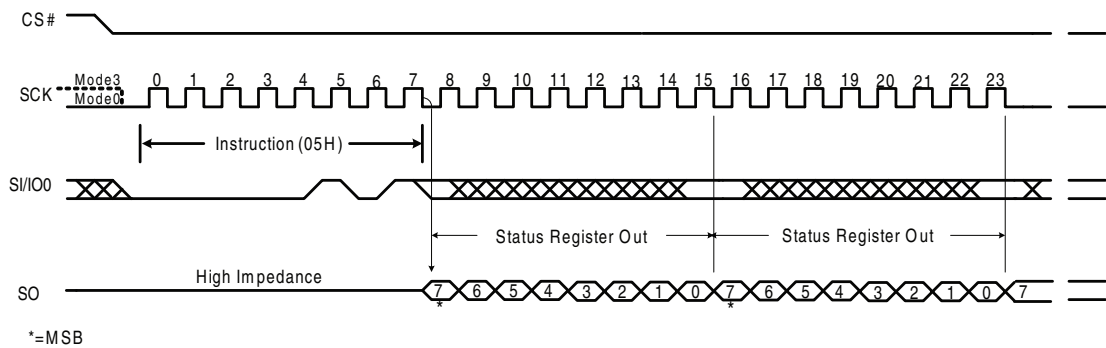 CS#
SCK
Mode3
Mode0
0 1 2 3 4 5 6 7 8 9 10 11 12 13 14 15 16 17 18 19 20 21 22 23
Instruction (05H)
SI/IO0
Status Register Out
Status Register Out
SO
High Impedance
7 6 5 4 3 2 1 0 7 6 5 4 3 2 1 0 7
* *
*=MSB